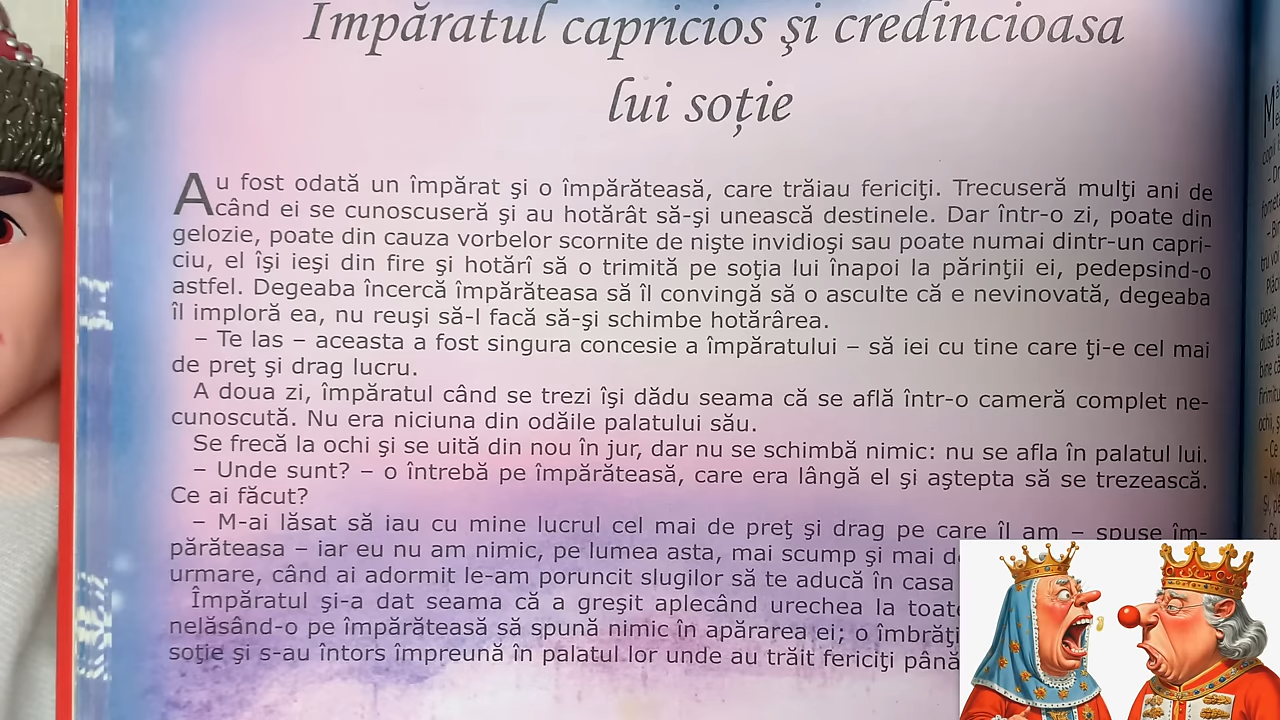 Împăratul capricios şi credincioasa
lui soţie
Au fost odată un împărat şi o împărăteasă, care trăiau fericiţi. Trecuseră mulţi ani de
când ei se cunoscuseră şi au hotărât să-şi unească destinele. Dar într-o zi, poate din
gelozie, poate din cauza vorbelor scornite de nişte invidioşi sau poate numai dintr-un capri-
ciu, el îşi ieşi din fire şi hotărî să o trimită pe soţia lui înapoi la părinţii ei, pedepsind-o
astfel. Degeaba încercă împărăteasa să îl convingă să o asculte că e nevinovată, degeaba
îl imploră ea, nu reuşi să-l facă să-şi schimbe hotărârea.
– Te las – aceasta a fost singura concesie a împăratului – să iei cu tine care ţi-e cel mai
de preţ şi drag lucru.
A doua zi, împăratul când se trezi îşi dădu seama că se află într-o cameră complet ne-
cunoscută. Nu era niciuna din odăile palatului său.
Se frecă la ochi şi se uită din nou în jur, dar nu se schimbă nimic: nu se afla în palatul lui.
– Unde sunt? – o întrebă pe împărăteasă, care era lângă el şi aştepta să se trezească.
Ce ai făcut?
– M-ai lăsat să iau cu mine lucrul cel mai de preţ şi drag pe care îl am – spuse îm-
părăteasa – iar eu nu am nimic, pe lumea asta, mai scump şi mai
urmare, când ai adormit le-am poruncit slugilor să te aducă în casa
Împăratul şi-a dat seama că a greşit aplecând urechea la
nelăsând-o pe împărăteasă să spună nimic în apărarea ei; o
soţie şi s-au întors împreună în palatul lor unde au trăit fericiţi